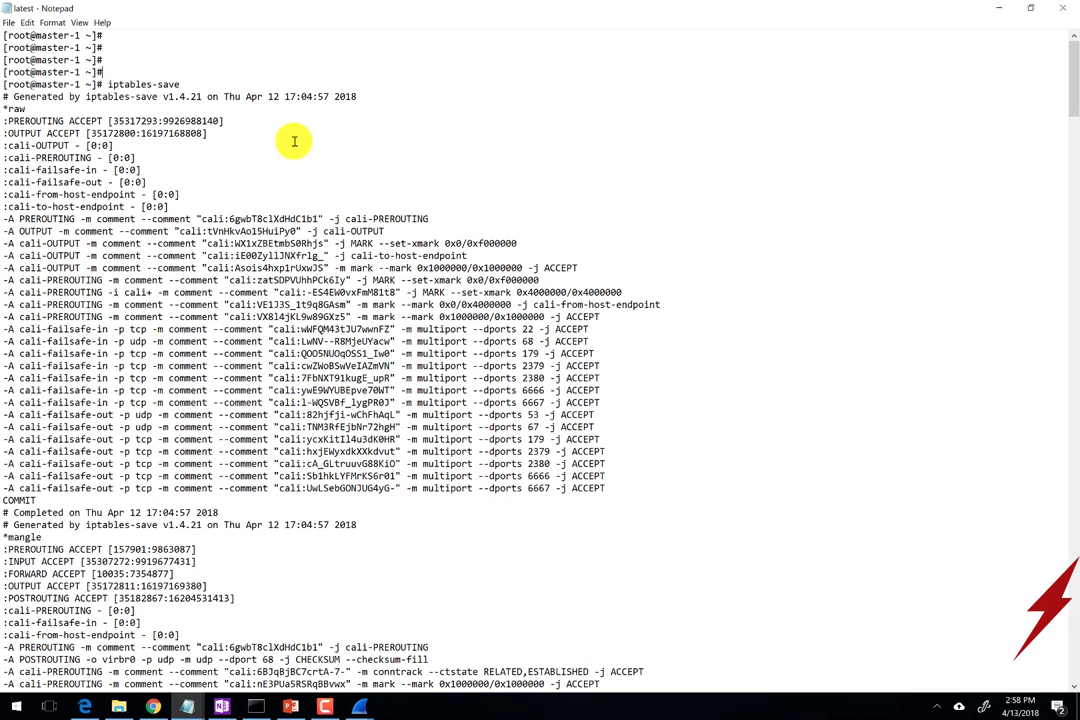 latest - Notepad
File Edit Format View Help
[root@master-1 ~]#
[root@master-1 ~]#
[root@master-1 ~]#
[root@master-1 ~]#
[root@master-1 ~]# iptables-save
# Generated by iptables-save v1.4.21 on Thu Apr 12 17:04:57 2018
*raw
:PREROUTING ACCEPT [35317293:9926988140]
:OUTPUT ACCEPT [35172800:16197168808]
:cali-OUTPUT - [0:0]
:cali-PREROUTING - [0:0]
:cali-failsafe-in - [0:0]
:cali-failsafe-out - [0:0]
:cali-from-host-endpoint - [0:0]
:cali-to-host-endpoint - [0:0]
-A PREROUTING -m comment --comment "cali:6gwbT8clXdHdC1b1" -j cali-PREROUTING
-A OUTPUT -m comment --comment "cali:tVnHkvAo15HuiPy0" -j cali-OUTPUT
-A cali-OUTPUT -m comment --comment "cali:WX1xZBEtmbS0Rhjs" -j MARK --set-xmark 0x0/0xf000000
-A cali-OUTPUT -m comment --comment "cali:iE00ZyllJNXfrlg_" -j cali-to-host-endpoint
-A cali-OUTPUT -m comment --comment "cali:Asois4hxp1rUxwJS" -m mark --mark 0x1000000/0x1000000 -j ACCEPT
-A cali-PREROUTING -m comment --comment "cali:zatSDPVUhhPCk6Iy" -j MARK --set-xmark 0x0/0xf000000
-A cali-PREROUTING -i cali+ -m comment --comment "cali:-ES4EW0vxFmM81t8" -j MARK --set-xmark 0x4000000/0x4000000
-A cali-PREROUTING -m comment --comment "cali:VE1J3S_1t9q8GAsm" -m mark --mark 0x0/0x4000000 -j cali-from-host-endpoint
-A cali-PREROUTING -m comment --comment "cali:VX8l4jKL9w89GXz5" -m mark --mark 0x1000000/0x1000000 -j ACCEPT
-A cali-failsafe-in -p tcp -m comment --comment "cali:wWFQM43tJU7wwnFZ" -m multiport --dports 22 -j ACCEPT
-A cali-failsafe-in -p udp -m comment --comment "cali:LwNV--R8MjeUYacw" -m multiport --dports 68 -j ACCEPT
-A cali-failsafe-in -p tcp -m comment --comment "cali:QOO5NUOqOSS1_Iw0" -m multiport --dports 179 -j ACCEPT
-A cali-failsafe-in -p tcp -m comment --comment "cali:cwZWoBSwVeIAZmVN" -m multiport --dports 2379 -j ACCEPT
-A cali-failsafe-in -p tcp -m comment --comment "cali:7FbNXT91kugE_upR" -m multiport --dports 2380 -j ACCEPT
-A cali-failsafe-in -p tcp -m comment --comment "cali:ywE9WYUBEpve70WT" -m multiport --dports 6666 -j ACCEPT
-A cali-failsafe-in -p tcp -m comment --comment "cali:l-WQSVBf_lygPR0J" -m multiport --dports 6667 -j ACCEPT
-A cali-failsafe-out -p udp -m comment --comment "cali:82hjfji-wChFhAqL" -m multiport --dports 53 -j ACCEPT
-A cali-failsafe-out -p udp -m comment --comment "cali:TNM3RfEjbNr72hgH" -m multiport --dports 67 -j ACCEPT
-A cali-failsafe-out -p tcp -m comment --comment "cali:ycxKitIl4u3dK0HR" -m multiport --dports 179 -j ACCEPT
-A cali-failsafe-out -p tcp -m comment --comment "cali:hxjEWyxdkXXkdvut" -m multiport --dports 2379 -j ACCEPT
-A cali-failsafe-out -p tcp -m comment --comment "cali:cA_GLtruuvG88KiO" -m multiport --dports 2380 -j ACCEPT
-A cali-failsafe-out -p tcp -m comment --comment "cali:Sb1hkLYFMrKS6r01" -m multiport --dports 6666 -j ACCEPT
-A cali-failsafe-out -p tcp -m comment --comment "cali:UwLSebGONJUG4yG-" -m multiport --dports 6667 -j ACCEPT
COMMIT
# Completed on Thu Apr 12 17:04:57 2018
# Generated by iptables-save v1.4.21 on Thu Apr 12 17:04:57 2018
*mangle
:PREROUTING ACCEPT [157901:9863087]
:INPUT ACCEPT [35307272:9919677431]
:FORWARD ACCEPT [10035:7354877]
:OUTPUT ACCEPT [35172811:16197169380]
:POSTROUTING ACCEPT [35182867:16204531413]
:cali-PREROUTING - [0:0]
:cali-failsafe-in - [0:0]
:cali-from-host-endpoint - [0:0]
-A PREROUTING -m comment --comment "cali:6gwbT8clXdHdC1b1" -j cali-PREROUTING
-A POSTROUTING -o virbr0 -p udp -m udp --dport 68 -j CHECKSUM --checksum-fill
-A cali-PREROUTING -m comment --comment "cali:6BJqBjBC7crtA-7-" -m conntrack --ctstate RELATED,ESTABLISHED -j ACCEPT
-A cali-PREROUTING -m comment --comment "cali:nE3PUaSRSRqBBvwx" -m mark --mark 0x1000000/0x1000000 -j ACCEPT
2:58 PM
4/13/2018
2